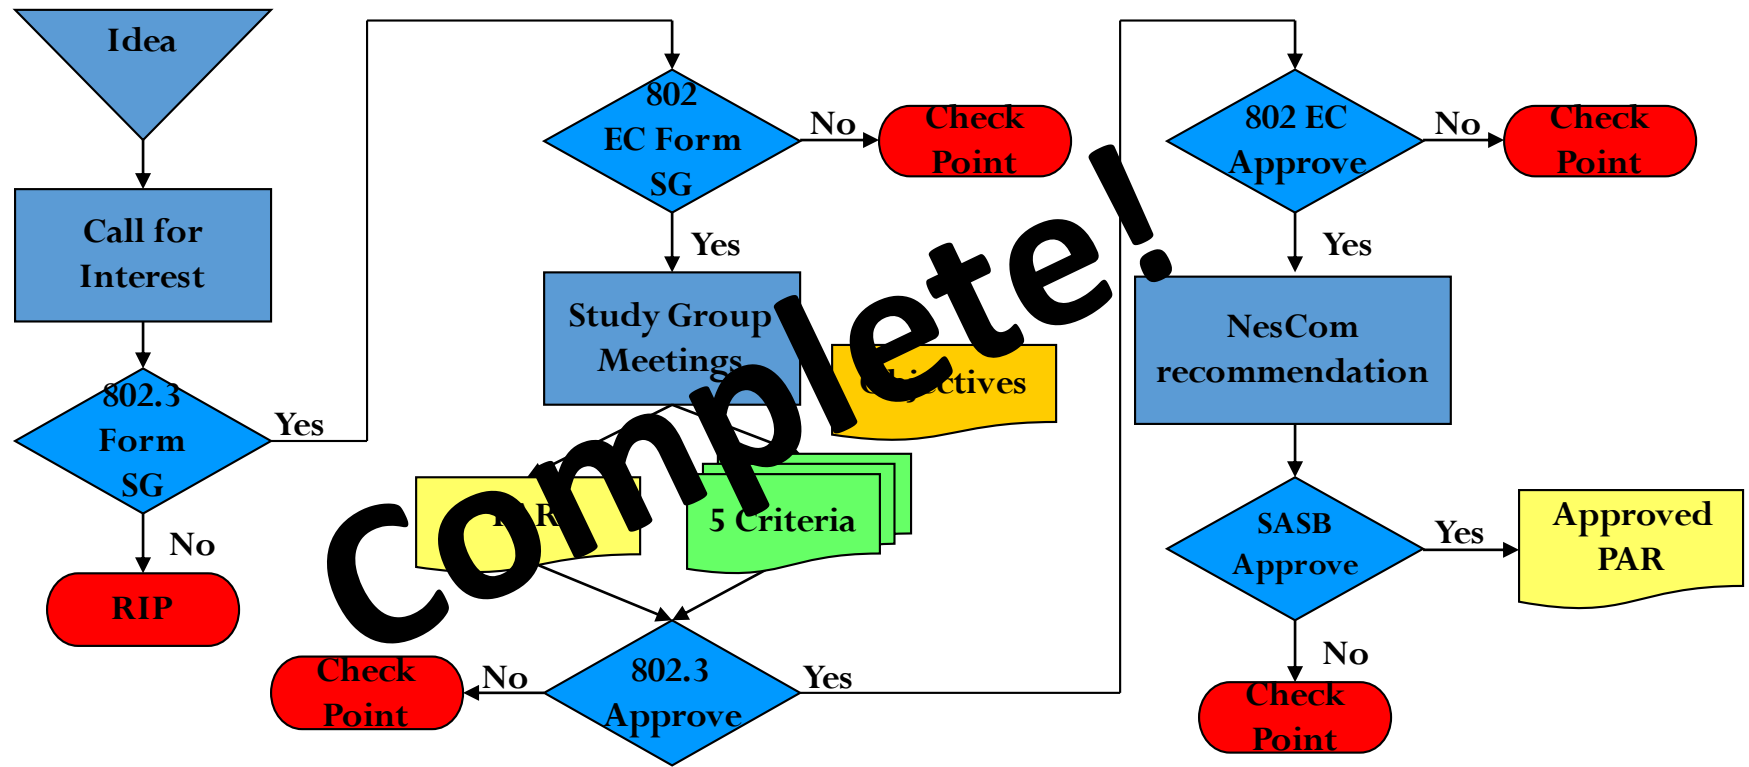 Idea
Call for
Interest
802.3
Form
SG
Yes
No
RIP
802
EC Form
SG
No
Check
Point
Yes
Study Group
Meetings
Objectives
PAR
5 Criteria
802.3
Approve
No
Check
Point
Yes
802 EC
Approve
No
Check
Point
Yes
NesCom
recommendation
SASB
Approve
Yes
Approved
PAR
No
Check
Point
Complete!